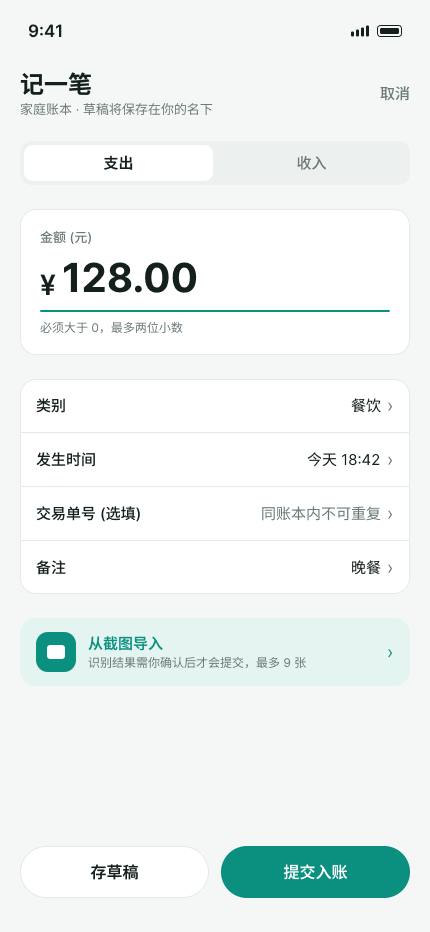 9:41
记一笔
家庭账本 · 草稿将保存在你的名下
取消
支出
收入
金额 (元)
¥ 128.00
必须大于 0，最多两位小数
类别
餐饮 ›
发生时间
今天 18:42 ›
交易单号 (选填)
同账本内不可重复 ›
备注
晚餐 ›
从截图导入
识别结果需你确认后才会提交，最多 9 张
›
存草稿
提交入账